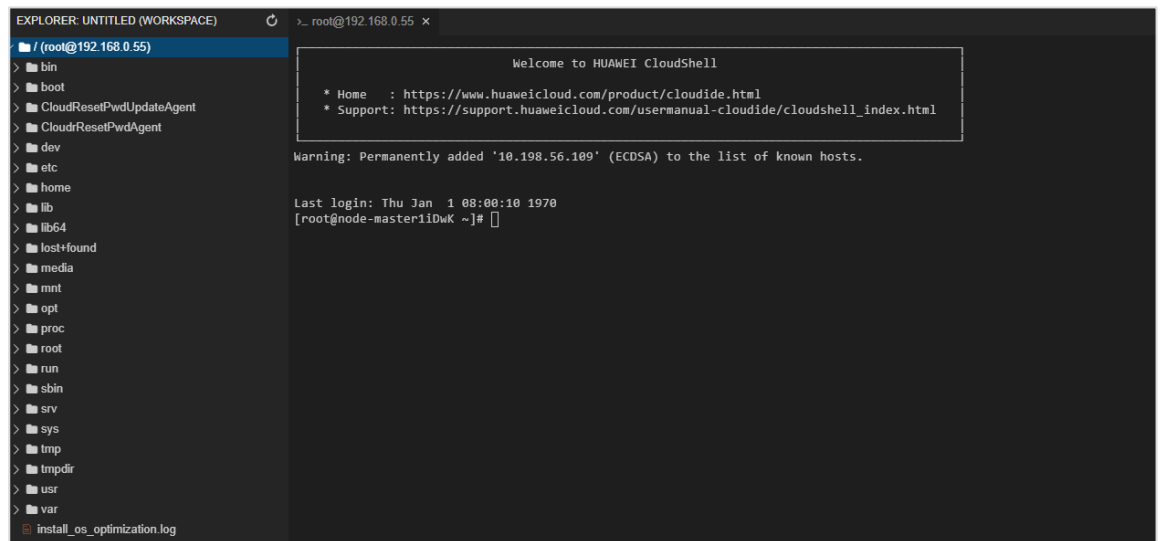 EXPLORER: UNTITLED (WORKSPACE)
/ (root@192.168.0.55)
bin
boot
CloudResetPwdUpdateAgent
CloudrResetPwdAgent
dev
etc
home
lib
lib64
lost+found
media
mnt
opt
proc
root
run
sbin
srv
sys
tmp
tmpdir
usr
var
install_os_optimization.log
>_ root@192.168.0.55 ×
Welcome to HUAWEI CloudShell
* Home : https://www.huaweicloud.com/product/cloudide.html
* Support: https://support.huaweicloud.com/usermanual-cloudide/cloudshell_index.html
Warning: Permanently added '10.198.56.109' (ECDSA) to the list of known hosts.
Last login: Thu Jan 1 08:00:10 1970
[root@node-master1iDwK ~]#